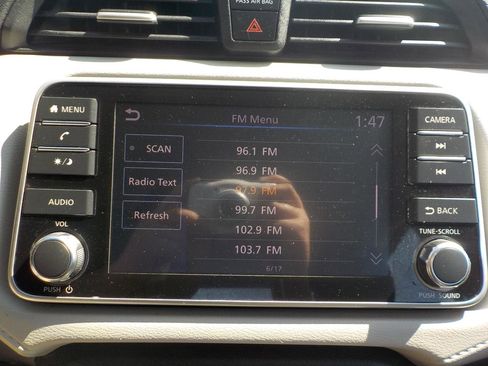 PASS AIR BAG
MENU
FM Menu
1:47
CAMERA
SCAN
96.1 FM
96.9 FM
Radio Text
97.9 FM
AUDIO
Refresh
99.7 FM
BACK
VOL
102.9 FM
TUNE·SCROLL
103.7 FM
6/17
PUSH
PUSH SOUND